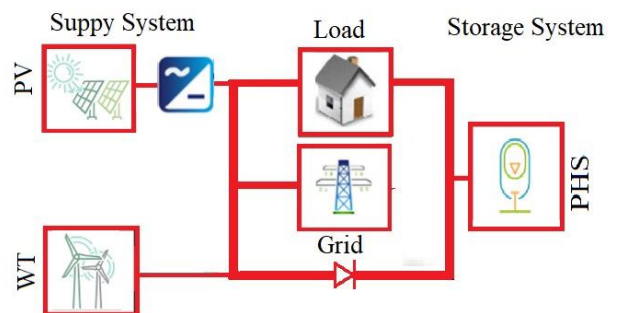 Suppy System
Load
Storage System
PV
PHS
Grid
WT